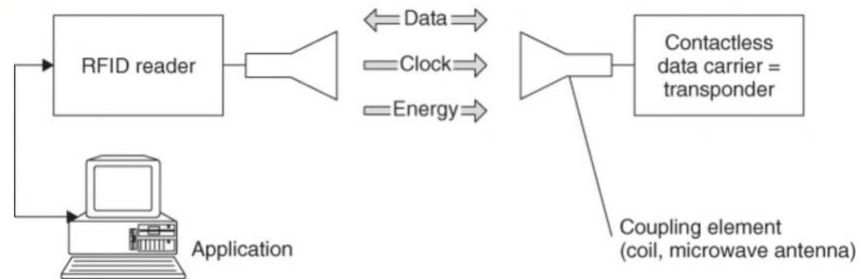 RFID reader
Data
Clock
Energy
Contactless
data carrier =
transponder
Application
Coupling element
(coil, microwave antenna)